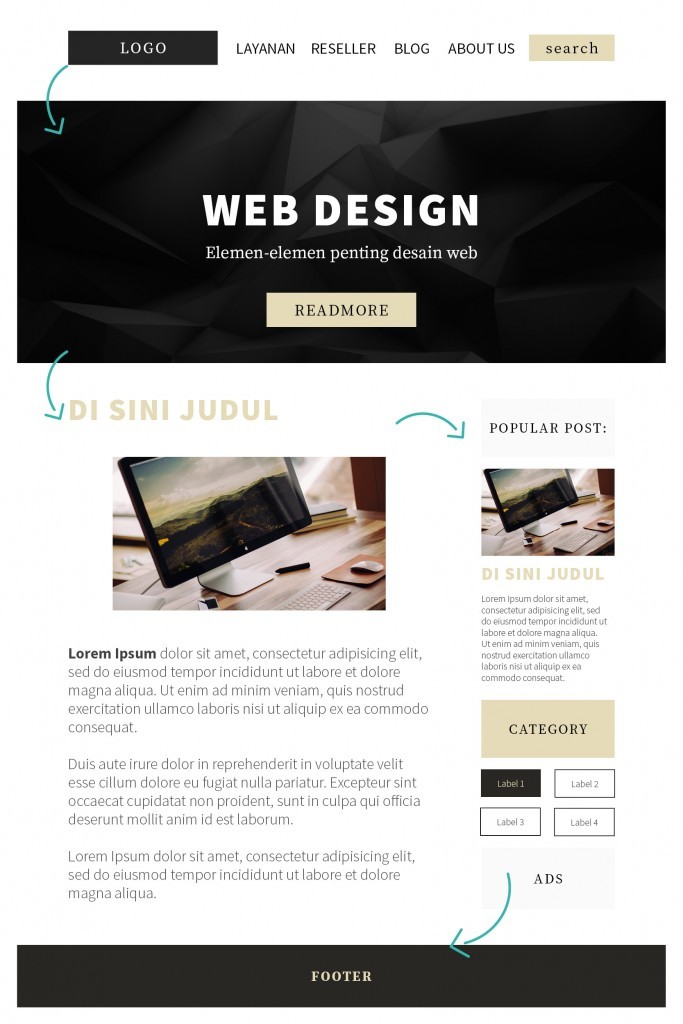 LOGO
LAYANAN
RESELLER
BLOG
ABOUT US
search
WEB DESIGN
Elemen-elemen penting desain web
READMORE
DI SINI JUDUL
Lorem Ipsum dolor sit amet, consectetur adipisicing elit,
sed do eiusmod tempor incididunt ut labore et dolore
magna aliqua. Ut enim ad minim veniam, quis nostrud
exercitation ullamco laboris nisi ut aliquip ex ea commodo
consequat.
Duis aute irure dolor in reprehenderit in voluptate velit
esse cillum dolore eu fugiat nulla pariatur. Excepteur sint
occaecat cupidatat non proident, sunt in culpa qui officia
deserunt mollit anim id est laborum.
Lorem Ipsum dolor sit amet, consectetur adipisicing elit,
sed do eiusmod tempor incididunt ut labore et dolore
magna aliqua.
POPULAR POST:
DI SINI JUDUL
Lorem Ipsum dolor sit amet,
consectetur adipisicing elit, sed
do eiusmod tempor incididunt ut
labore et dolore magna aliqua.
Ut enim ad minim veniam, quis
nostrud exercitation ullamco
laboris nisi ut aliquip ex ea
commodo consequat.
CATEGORY
Label 1
Label 2
Label 3
Label 4
ADS
FOOTER